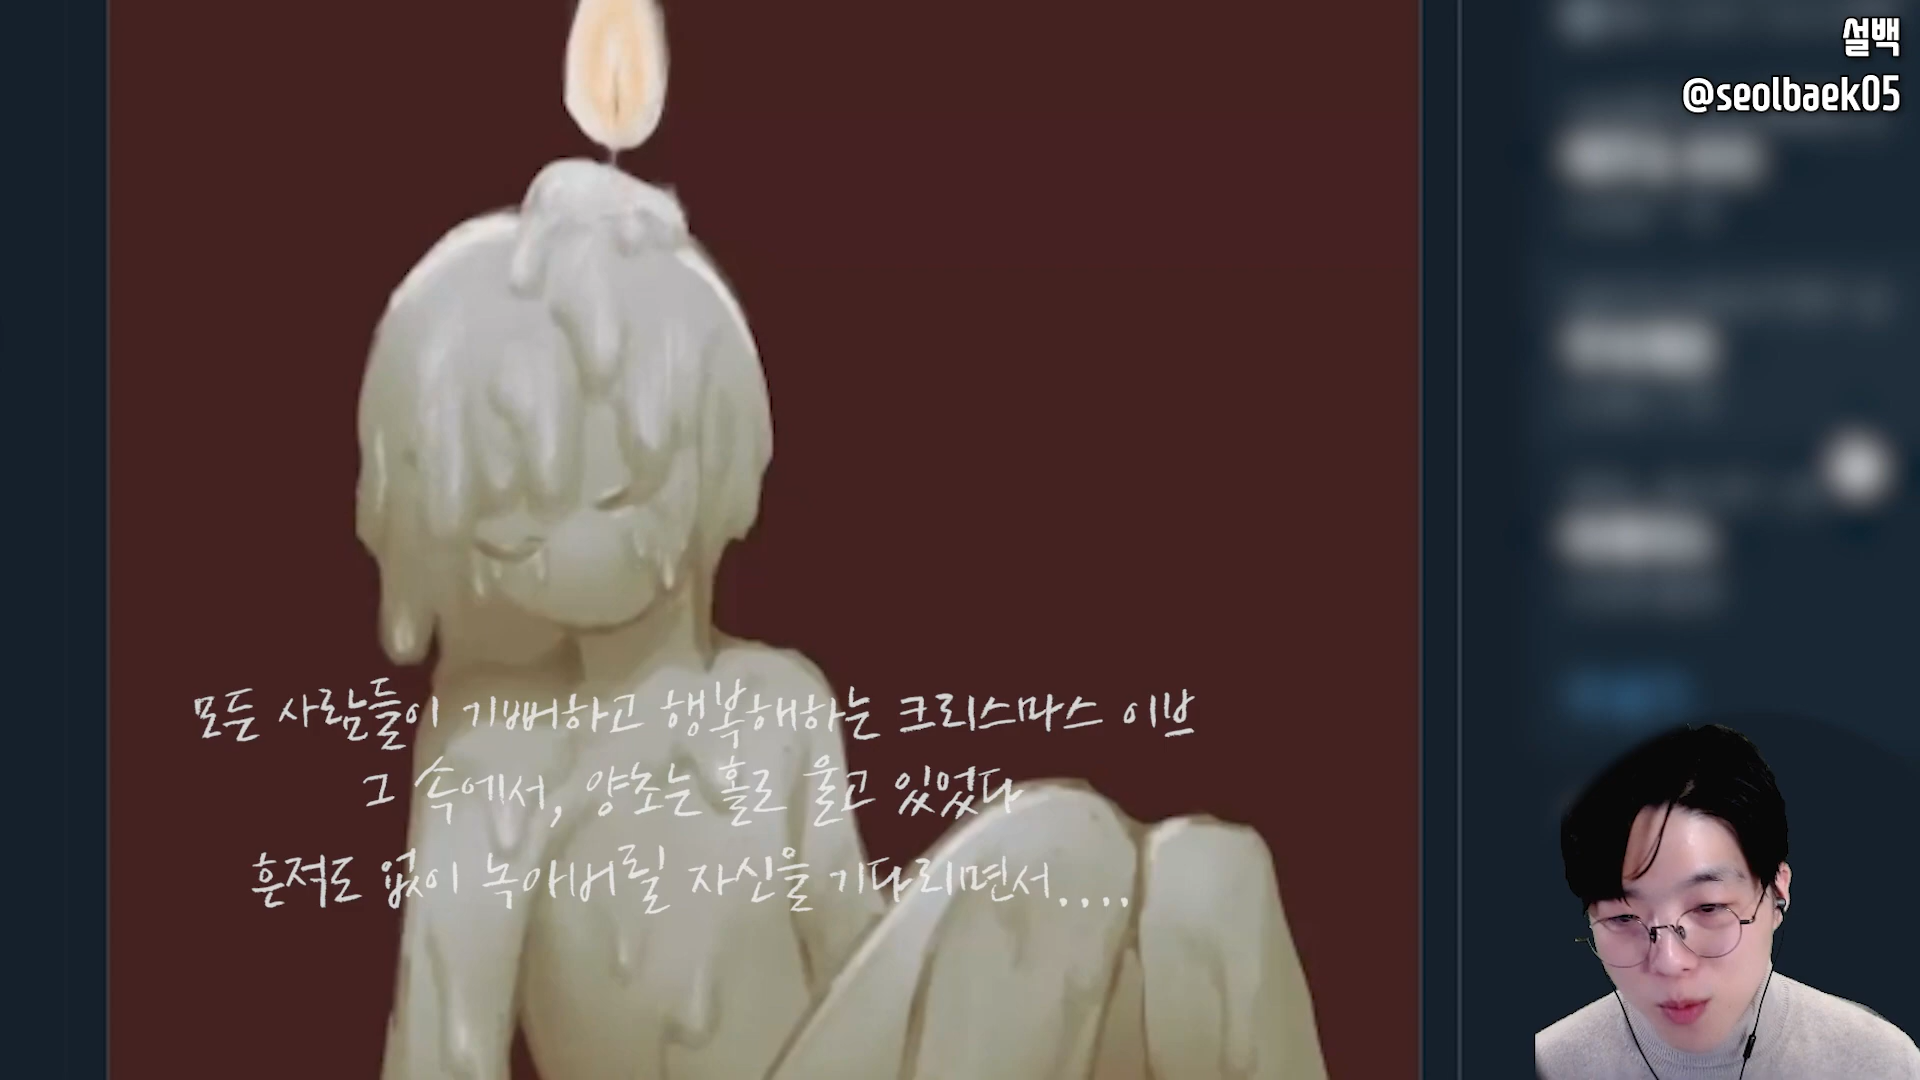 설백
@seolbaek05
모든 사람들이 기뻐하고 행복해하는 크리스마스 이브
그 속에서, 양초는 홀로 울고 있었다
흔적도 없이 녹아버릴 자신을 기다리면서....